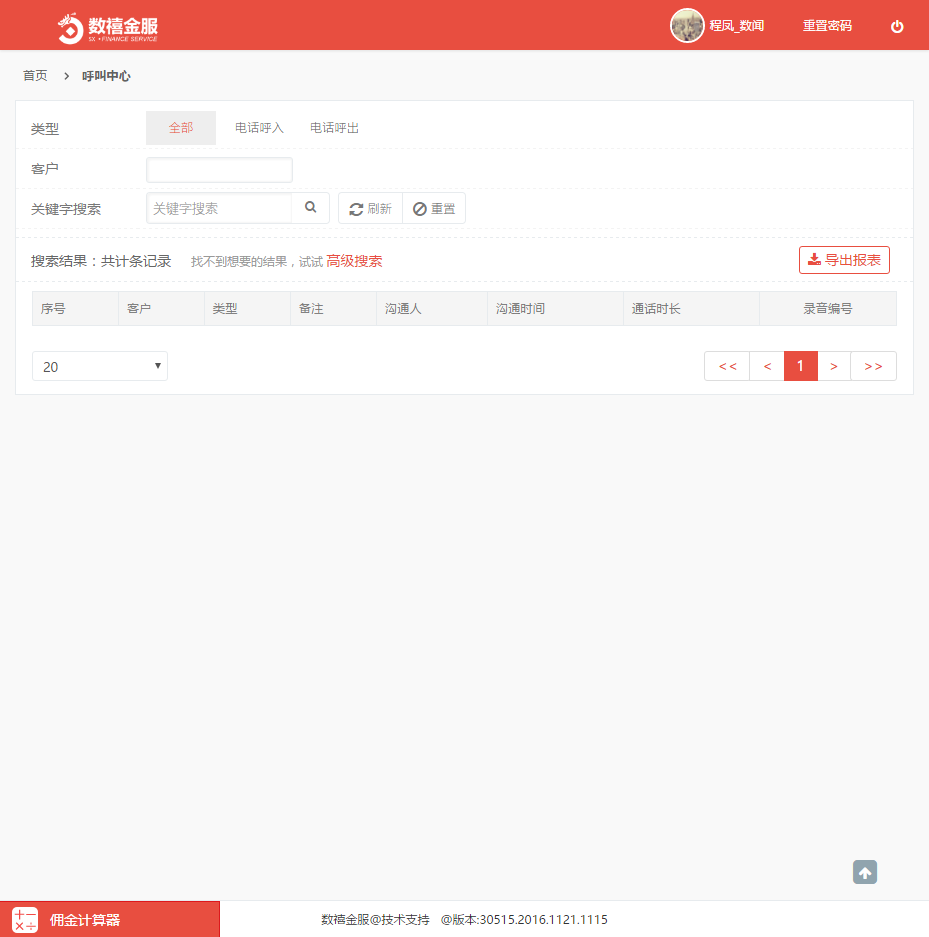 数禧金服
SX•FINANCE SERVICE
程凤_数闻 重置密码
首页 > 呼叫中心
类型 全部 电话呼入 电话呼出
客户
关键字搜索 关键字搜索 刷新 重置
搜索结果：共计条记录 找不到想要的结果，试试 高级搜索 导出报表
序号 客户 类型 备注 沟通人 沟通时间 通话时长 录音编号
20 << < 1 > >>
佣金计算器 数禧金服@技术支持 @版本:30515.2016.1121.1115